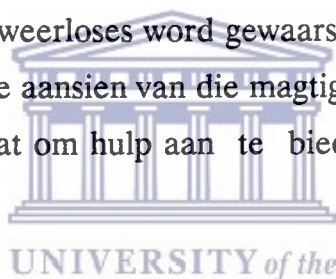 weerloses word gewaars
e aansien van die magtig
at om hulp aan te bied
UNIVERSITY of the